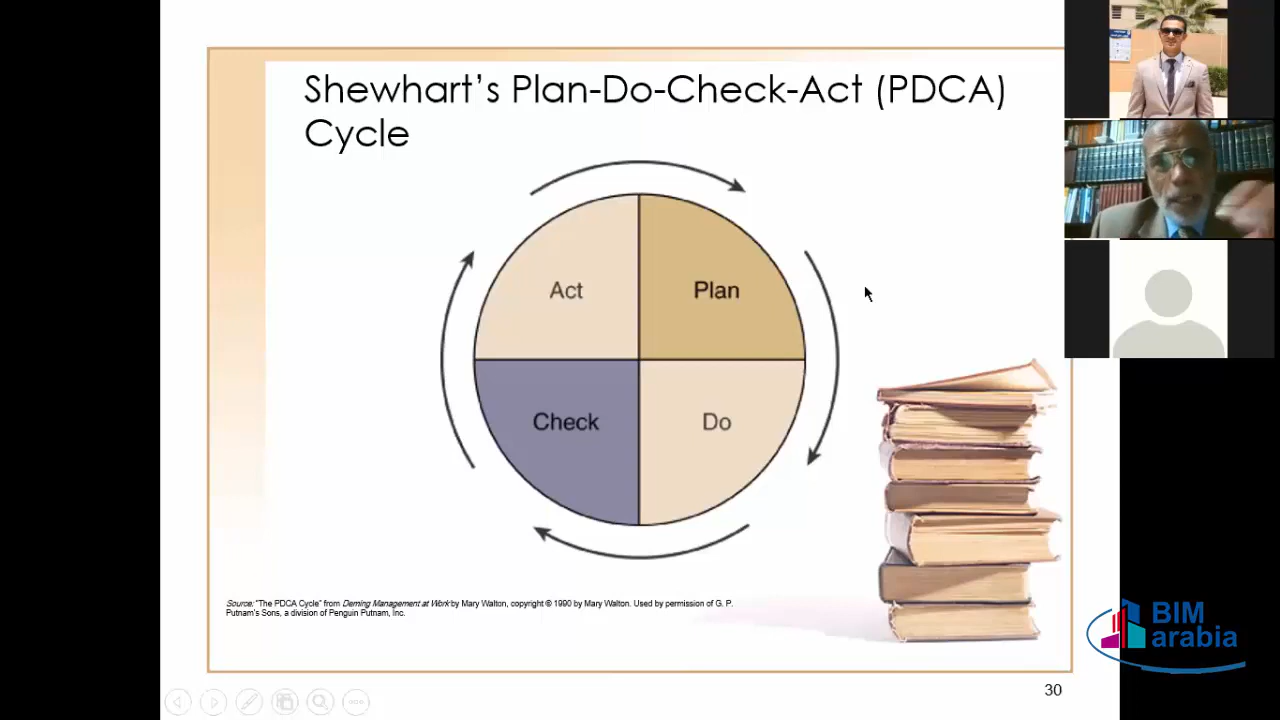 Shewhart's Plan-Do-Check-Act (PDCA)
Cycle
Act
Plan
Check
Do
Source: "The PDCA Cycle" from Deming Management at Work by Mary Walton, copyright © 1990 by Mary Walton. Used by permission of G. P.
Putnam's Sons, a division of Penguin Putnam, Inc.
BIM
arabia
30